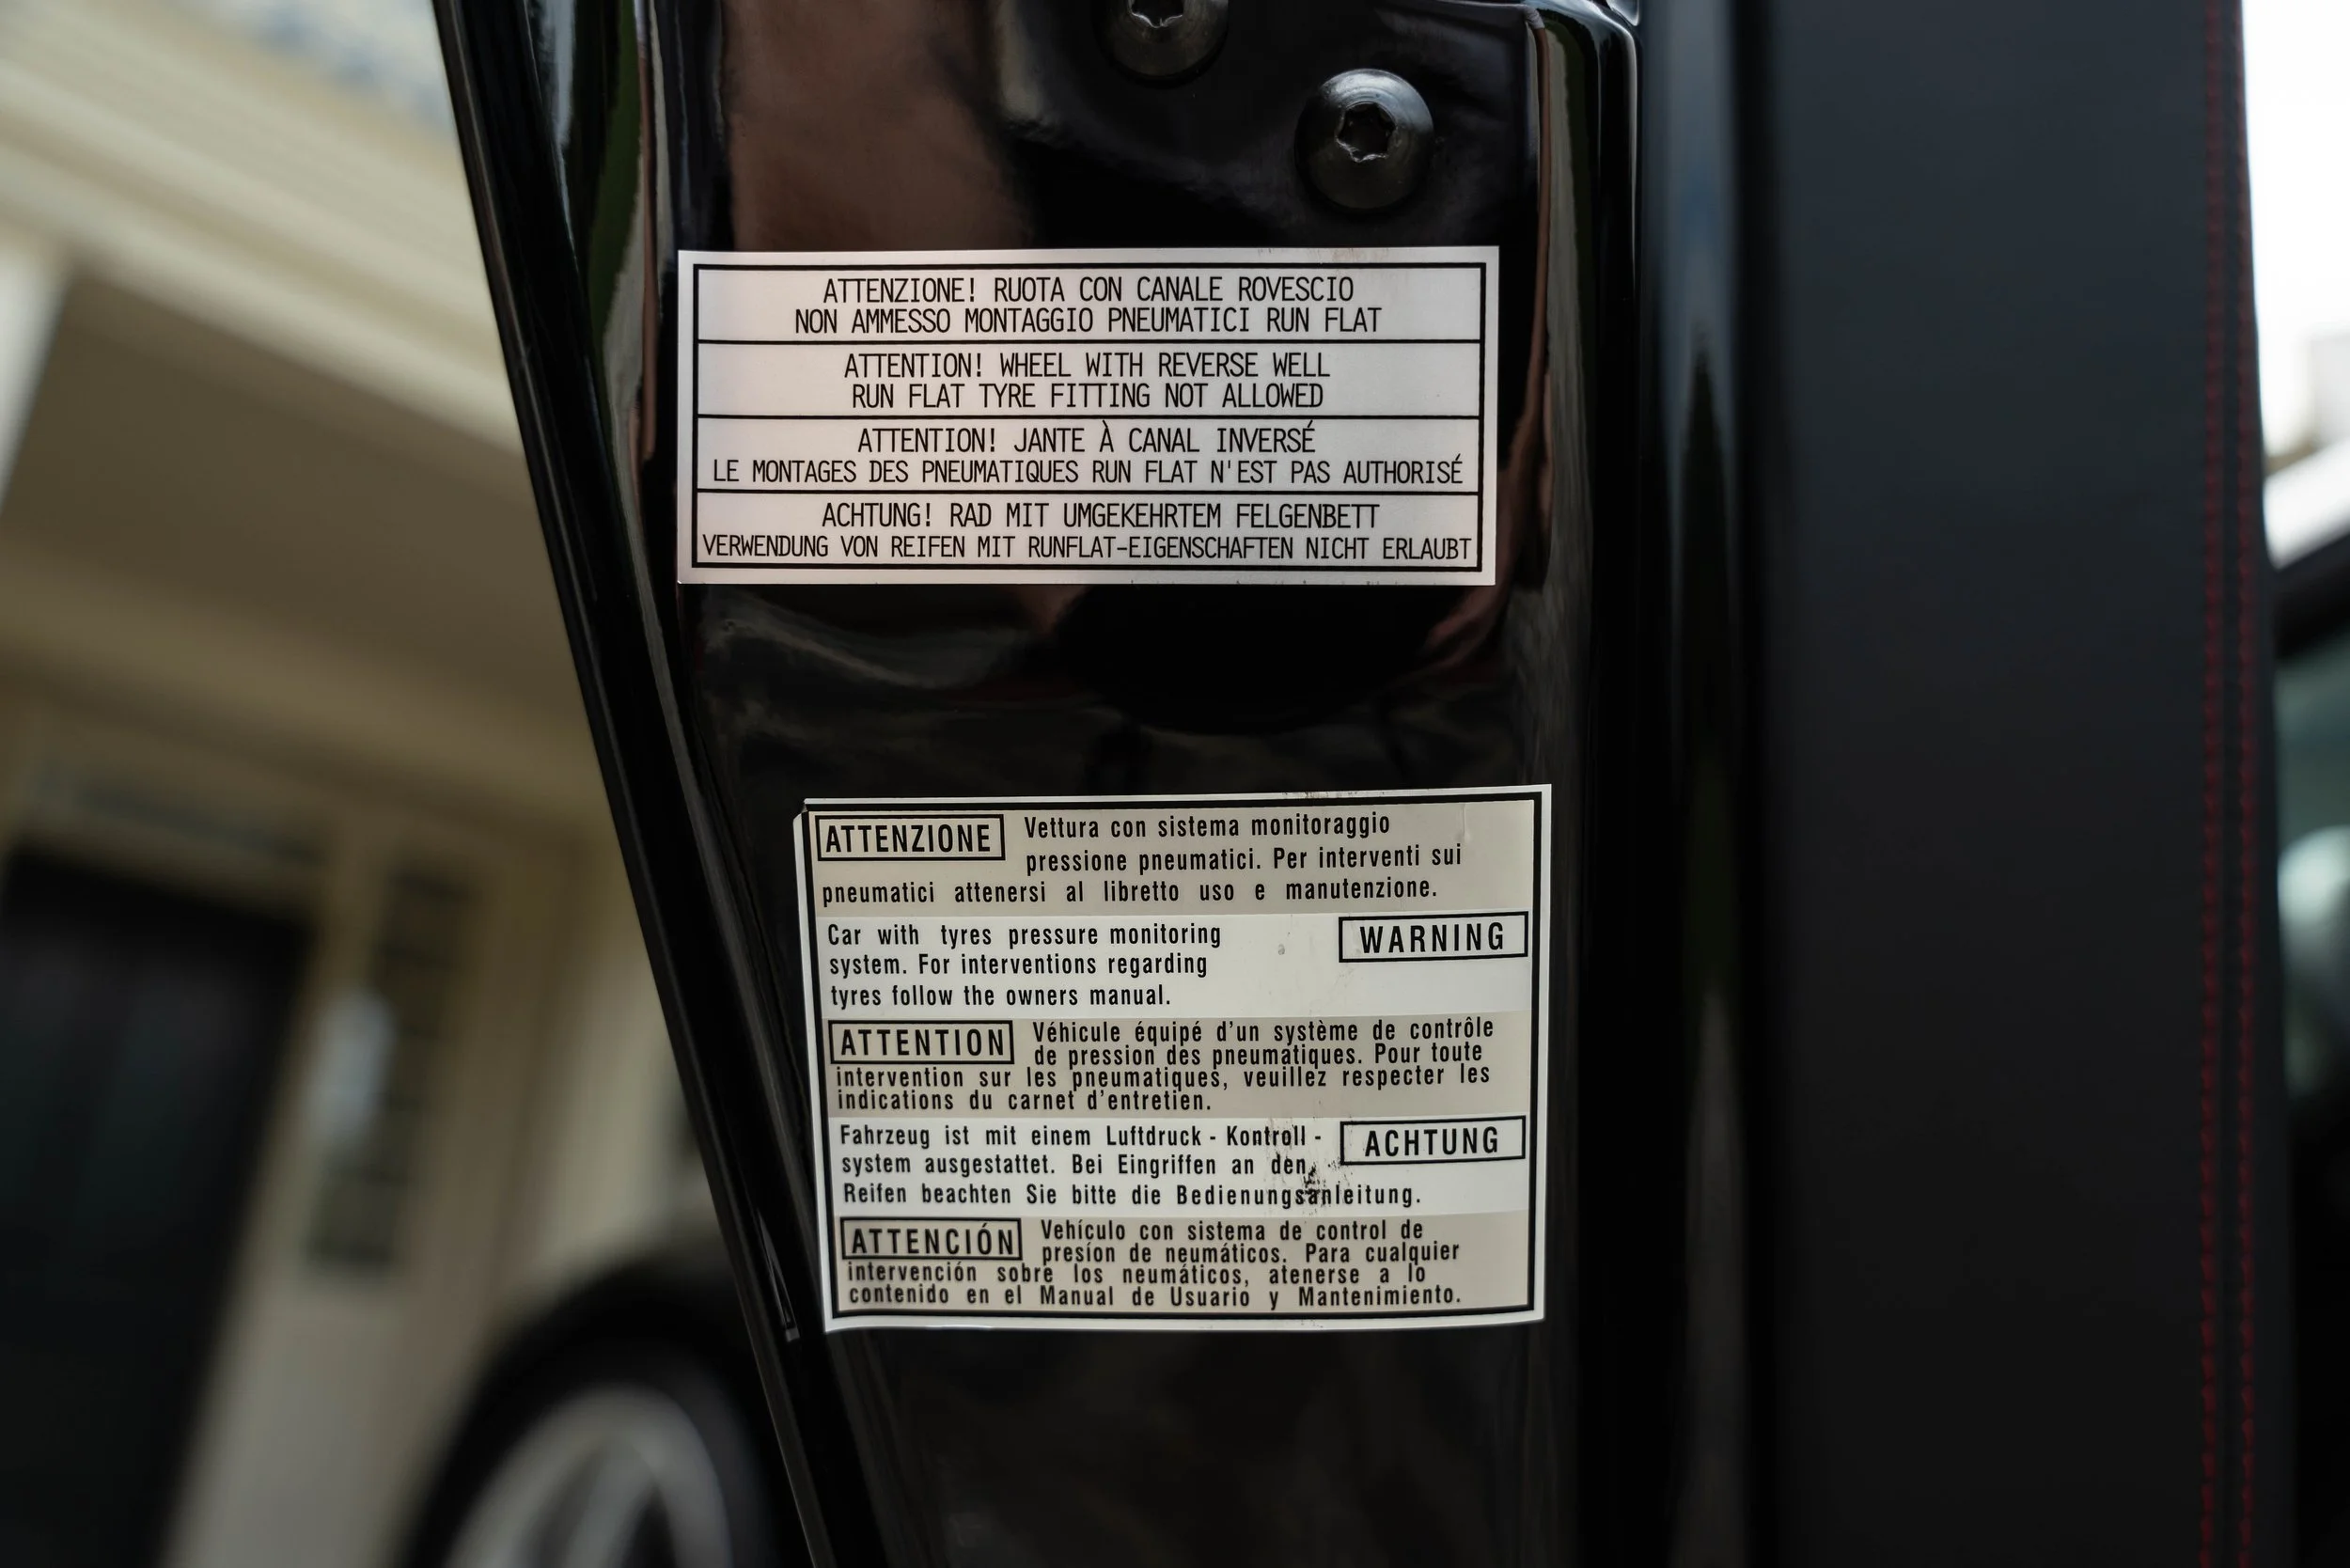 ATTENZIONE! RUOTA CON CANALE ROVESCIO
NON AMMESSO MONTAGGIO PNEUMATICI RUN FLAT
ATTENTION! WHEEL WITH REVERSE WELL
RUN FLAT TYRE FITTING NOT ALLOWED
ATTENTION! JANTE À CANAL INVERSÉ
LE MONTAGES DES PNEUMATIQUES RUN FLAT N'EST PAS AUTHORISÉ
ACHTUNG! RAD MIT UMGEKEHRTEM FELGENBETT
VERWENDUNG VON REIFEN MIT RUNFLAT-EIGENSCHAFTEN NICHT ERLAUBT
ATTENZIONE Vettura con sistema monitoraggio
pressione pneumatici. Per interventi sui
pneumatici attenersi al libretto uso e manutenzione.
Car with tyres pressure monitoring WARNING
system. For interventions regarding
tyres follow the owners manual.
ATTENTION Véhicule équipé d'un système de contrôle
de pression des pneumatiques. Pour toute
intervention sur les pneumatiques, veuillez respecter les
indications du carnet d'entretien.
Fahrzeug ist mit einem Luftdruck - Kontroll - ACHTUNG
system ausgestattet. Bei Eingriffen an den
Reifen beachten Sie bitte die Bedienungsanleitung.
ATTENCIÓN Vehículo con sistema de control de
presíon de neumáticos. Para cualquier
intervención sobre los neumáticos, atenerse a lo
contenido en el Manual de Usuario y Mantenimiento.